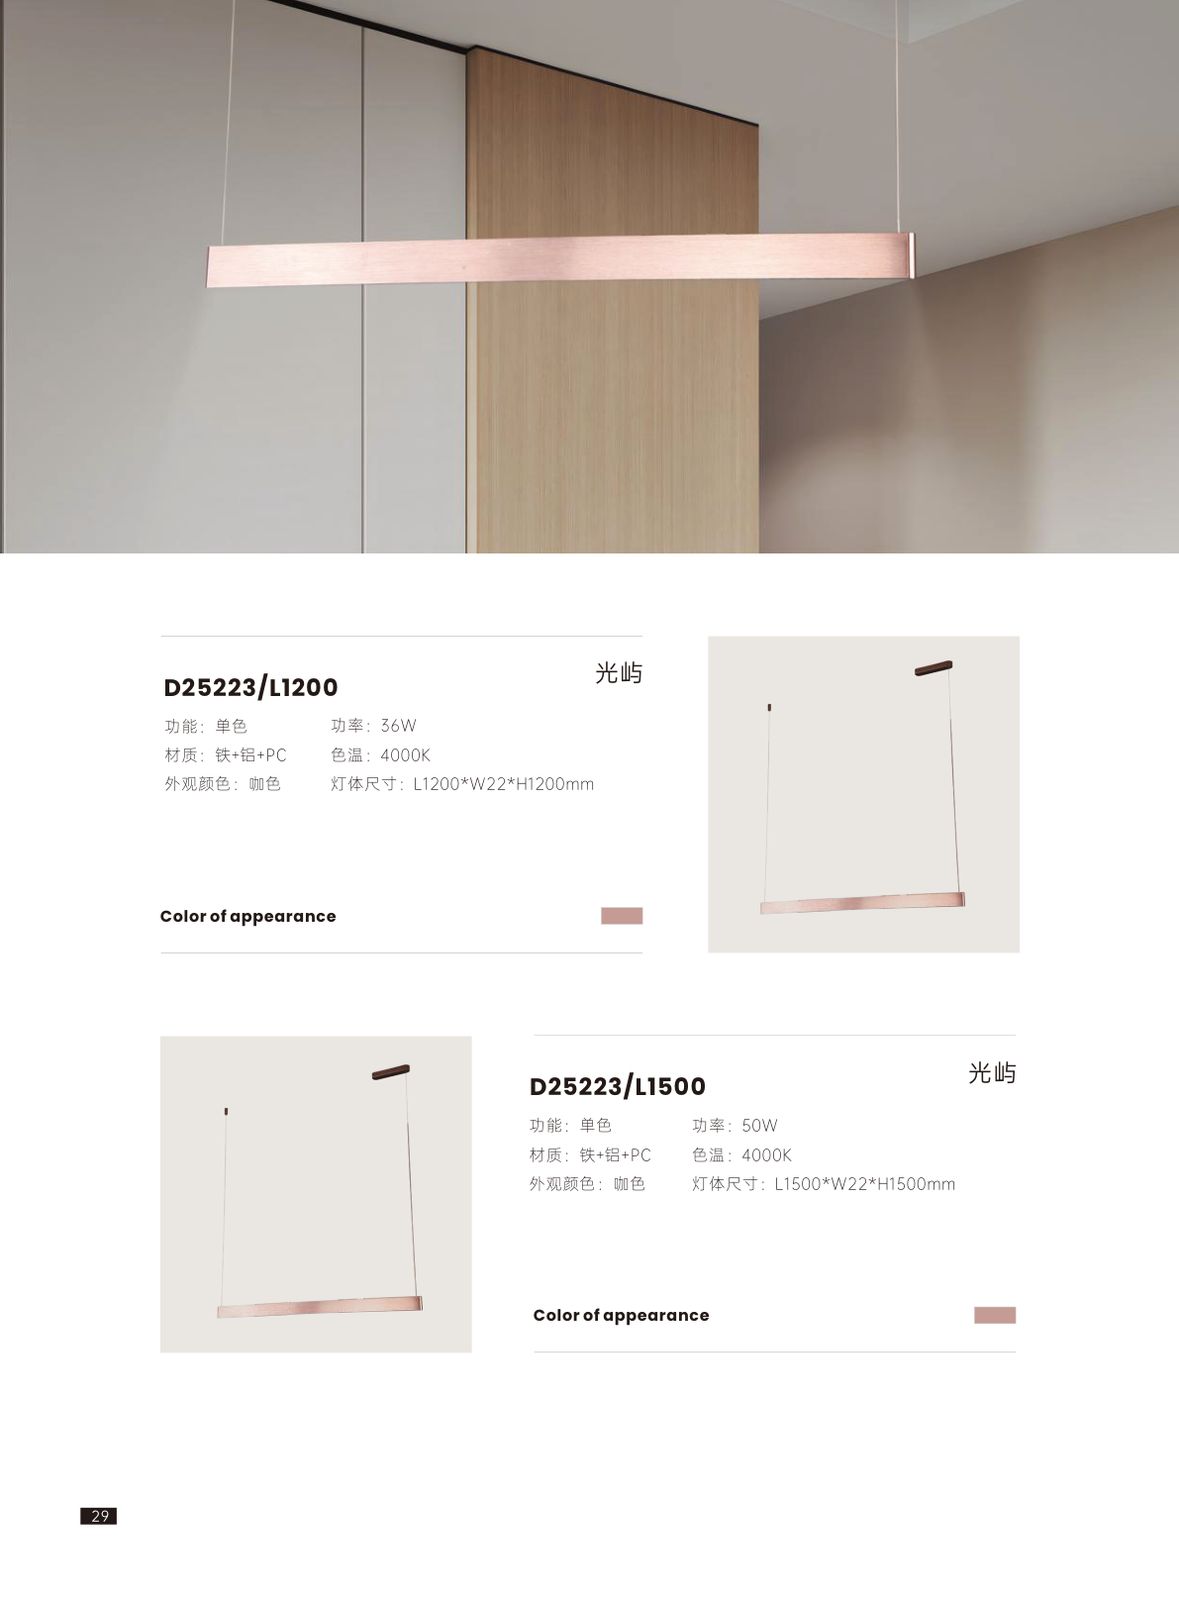 光屿
D25223/L1200
功能：单色 功率：36W
材质：铁+铝+PC 色温：4000K
外观颜色：咖色 灯体尺寸：L1200*W22*H1200mm
Color of appearance
光屿
D25223/L1500
功能：单色 功率：50W
材质：铁+铝+PC 色温：4000K
外观颜色：咖色 灯体尺寸：L1500*W22*H1500mm
Color of appearance
29